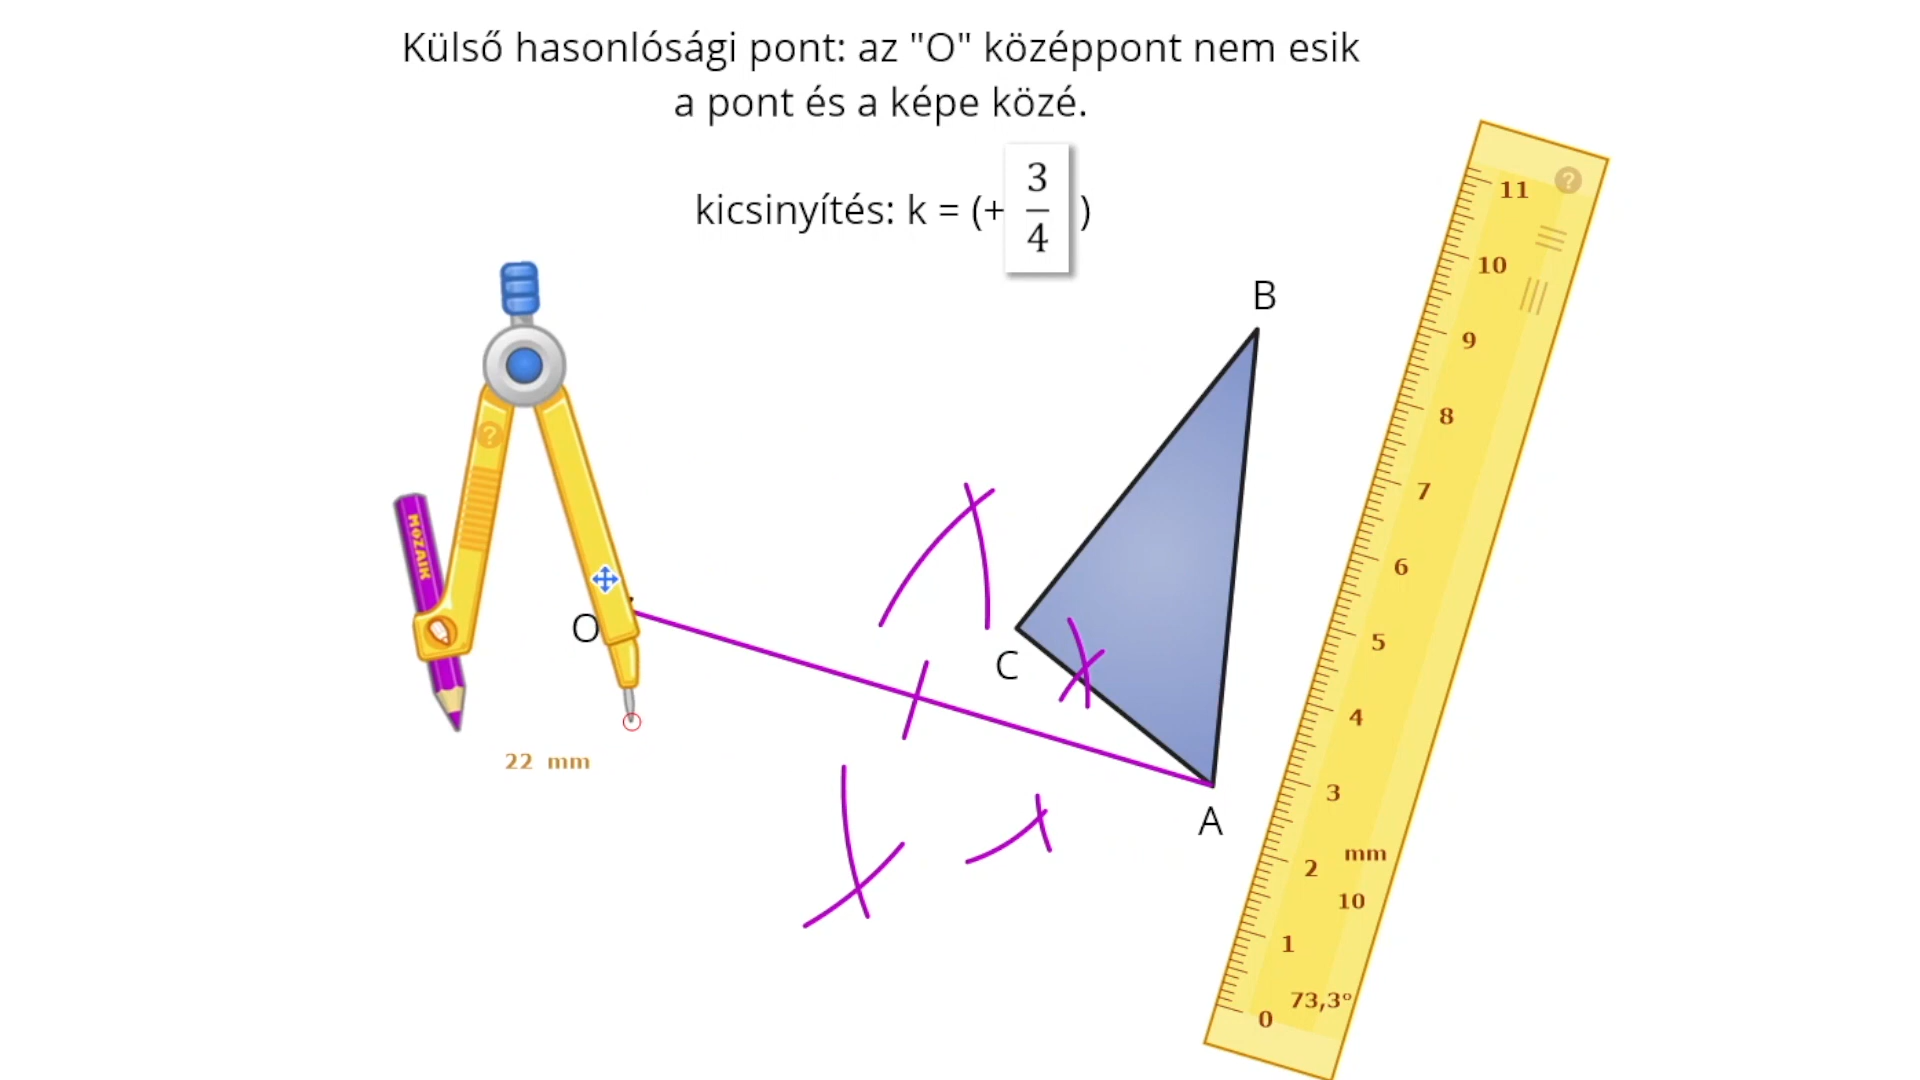 Külső hasonlósági pont: az "O" középpont nem esik
a pont és a képe közé.
kicsinyítés: k = (+ 3/4 )
B
O
C
A
MOZAIK
22 mm
11
10
9
8
7
6
5
4
3
2 mm
10
1
73,3°
0